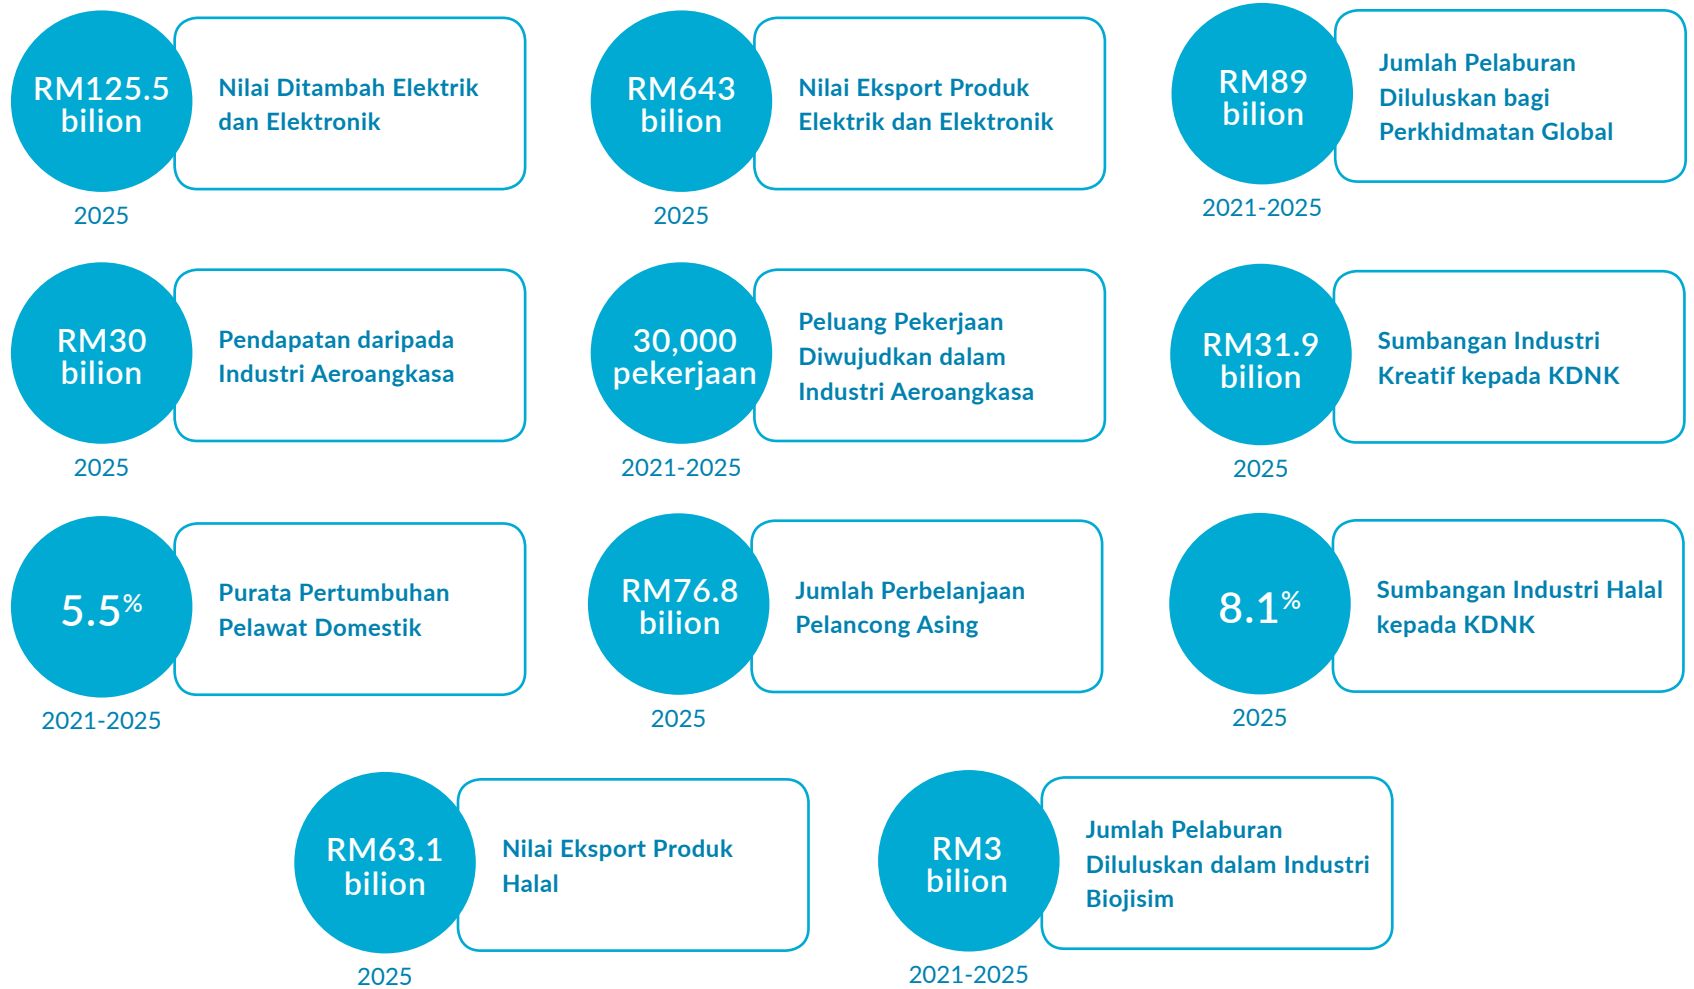 RM125.5
bilion
Nilai Ditambah Elektrik
dan Elektronik
2025
RM643
bilion
Nilai Eksport Produk
Elektrik dan Elektronik
2025
RM89
bilion
Jumlah Pelaburan
Diluluskan bagi
Perkhidmatan Global
2021-2025
RM30
bilion
Pendapatan daripada
Industri Aeroangkasa
2025
30,000
pekerjaan
Peluang Pekerjaan
Diwujudkan dalam
Industri Aeroangkasa
2021-2025
RM31.9
bilion
Sumbangan Industri
Kreatif kepada KDNK
2025
5.5%
Purata Pertumbuhan
Pelawat Domestik
2021-2025
RM76.8
bilion
Jumlah Perbelanjaan
Pelancong Asing
2025
8.1%
Sumbangan Industri Halal
kepada KDNK
2025
RM63.1
bilion
Nilai Eksport Produk
Halal
2025
RM3
bilion
Jumlah Pelaburan
Diluluskan dalam Industri
Biojisim
2021-2025